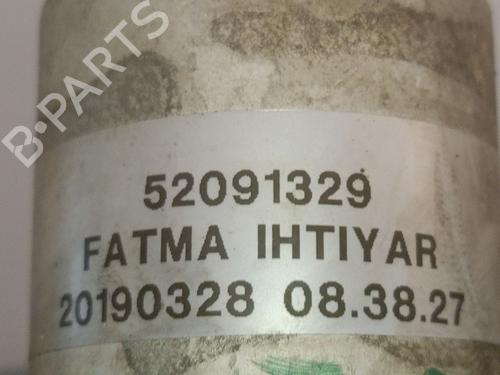 B-PARTS
52091329
FATMA IHTIYAR
20190328 08.38.27